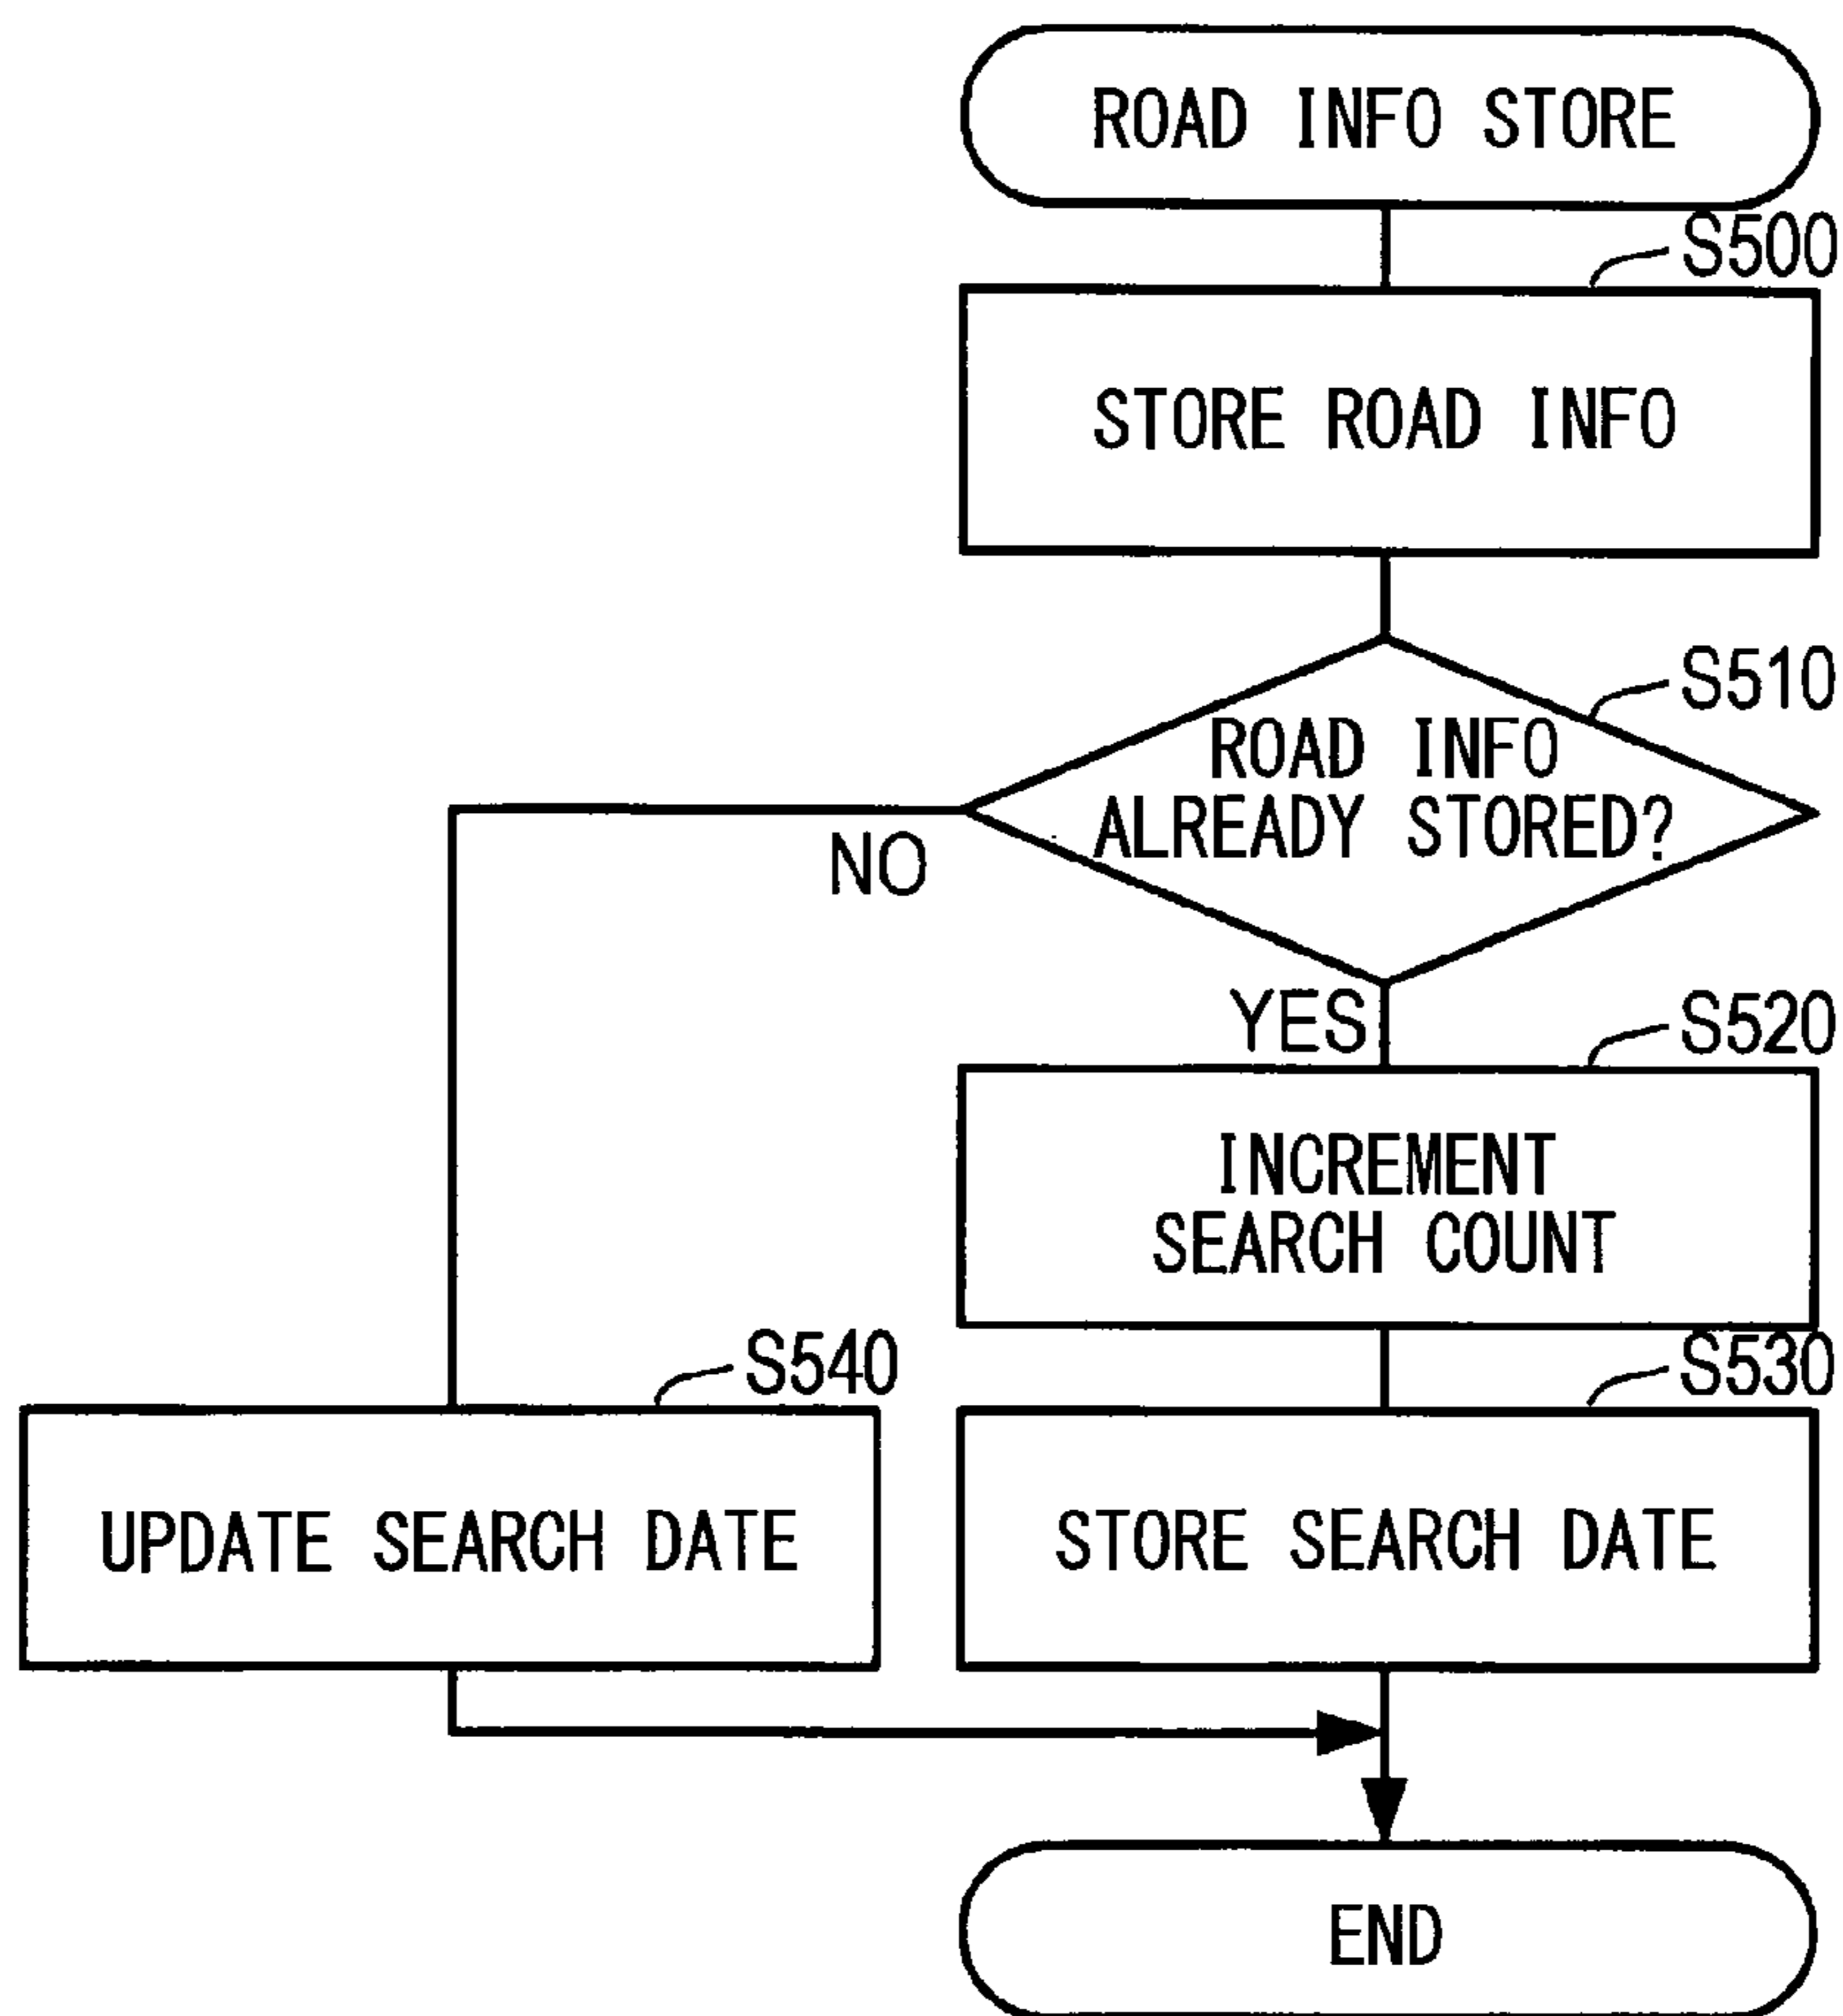 ROAD INFO STORE
S500
STORE ROAD INFO
S510
ROAD INFO
ALREADY STORED?
NO
YES
S520
INCREMENT
SEARCH COUNT
S540
S530
UPDATE SEARCH DATE
STORE SEARCH DATE
END